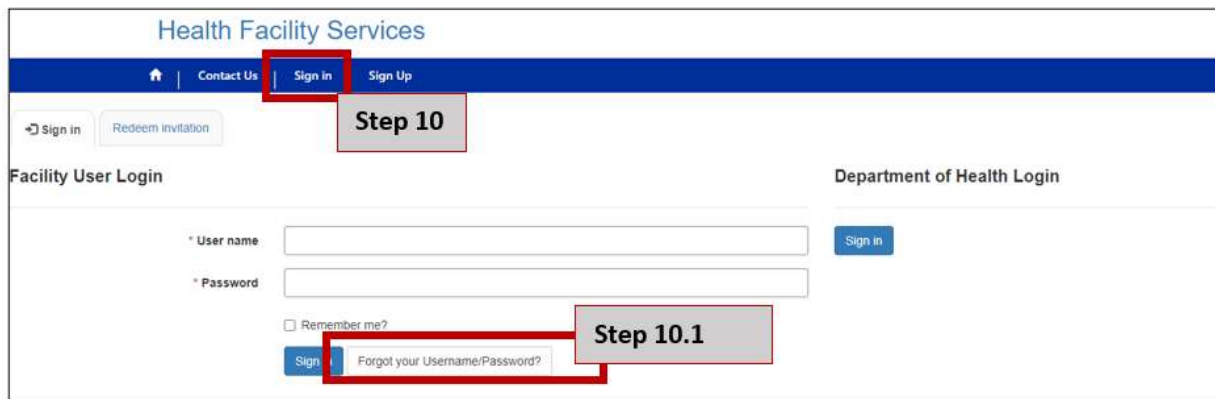 Health Facility Services
Contact Us | Sign in Sign Up
Step 10
Sign in Redeem invitation
Facility User Login
Department of Health Login
* User name
Sign in
* Password
Remember me?
Step 10.1
Sign Forgot your Username/Password?